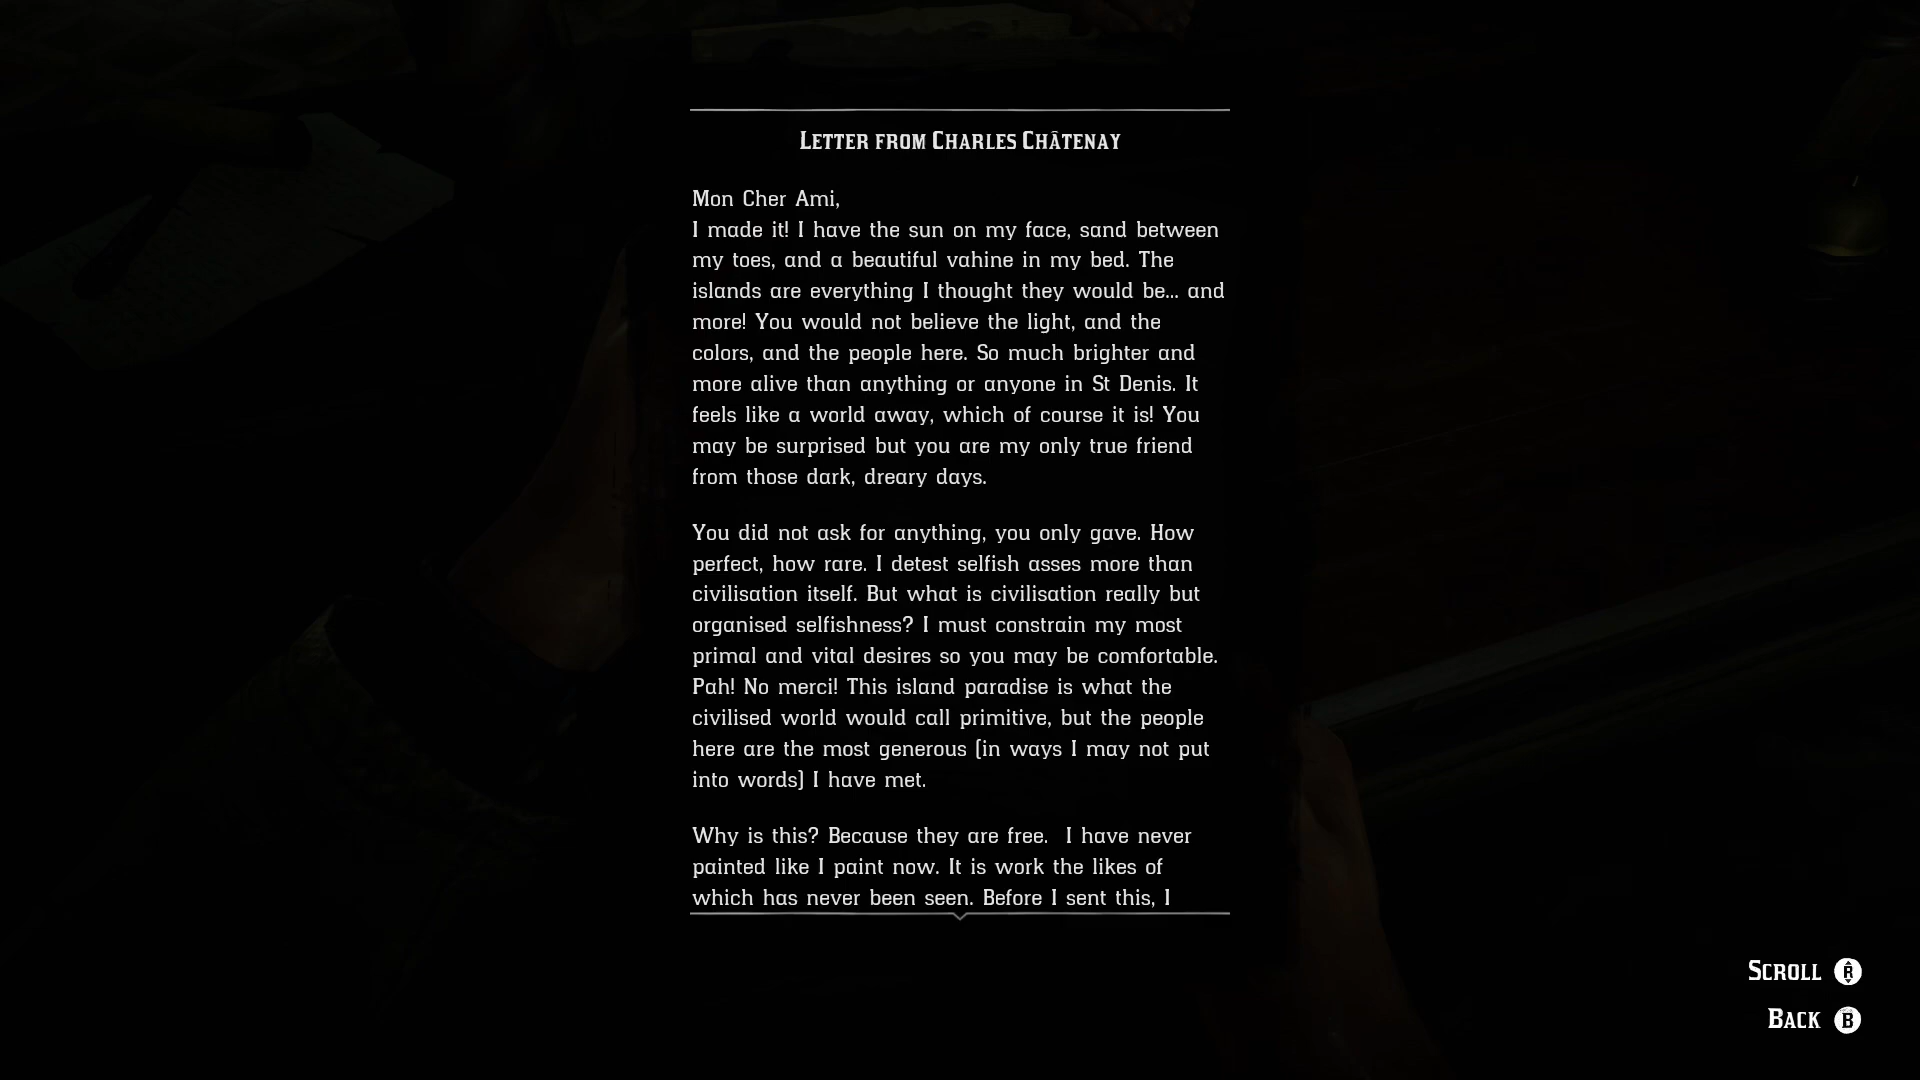 Letter from Charles Châtenay
Mon Cher Ami,
I made it! I have the sun on my face, sand between
my toes, and a beautiful vahine in my bed. The
islands are everything I thought they would be... and
more! You would not believe the light, and the
colors, and the people here. So much brighter and
more alive than anything or anyone in St Denis. It
feels like a world away, which of course it is! You
may be surprised but you are my only true friend
from those dark, dreary days.
You did not ask for anything, you only gave. How
perfect, how rare. I detest selfish asses more than
civilisation itself. But what is civilisation really but
organised selfishness? I must constrain my most
primal and vital desires so you may be comfortable.
Pah! No merci! This island paradise is what the
civilised world would call primitive, but the people
here are the most generous (in ways I may not put
into words) I have met.
Why is this? Because they are free.  I have never
painted like I paint now. It is work the likes of
which has never been seen. Before I sent this, I
Scroll R
Back B